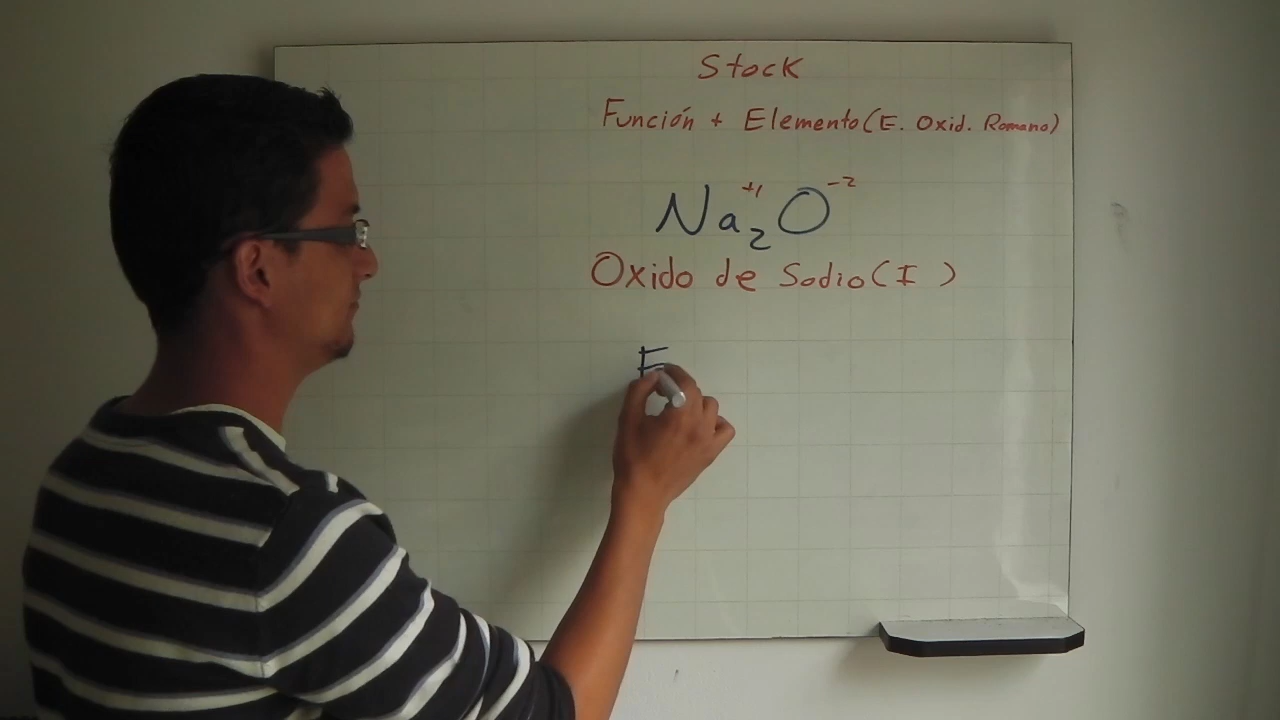 Stock
Función + Elemento (E. Oxid. Romano)
Na₂⁺¹O⁻²
Oxido de Sodio (I )
F